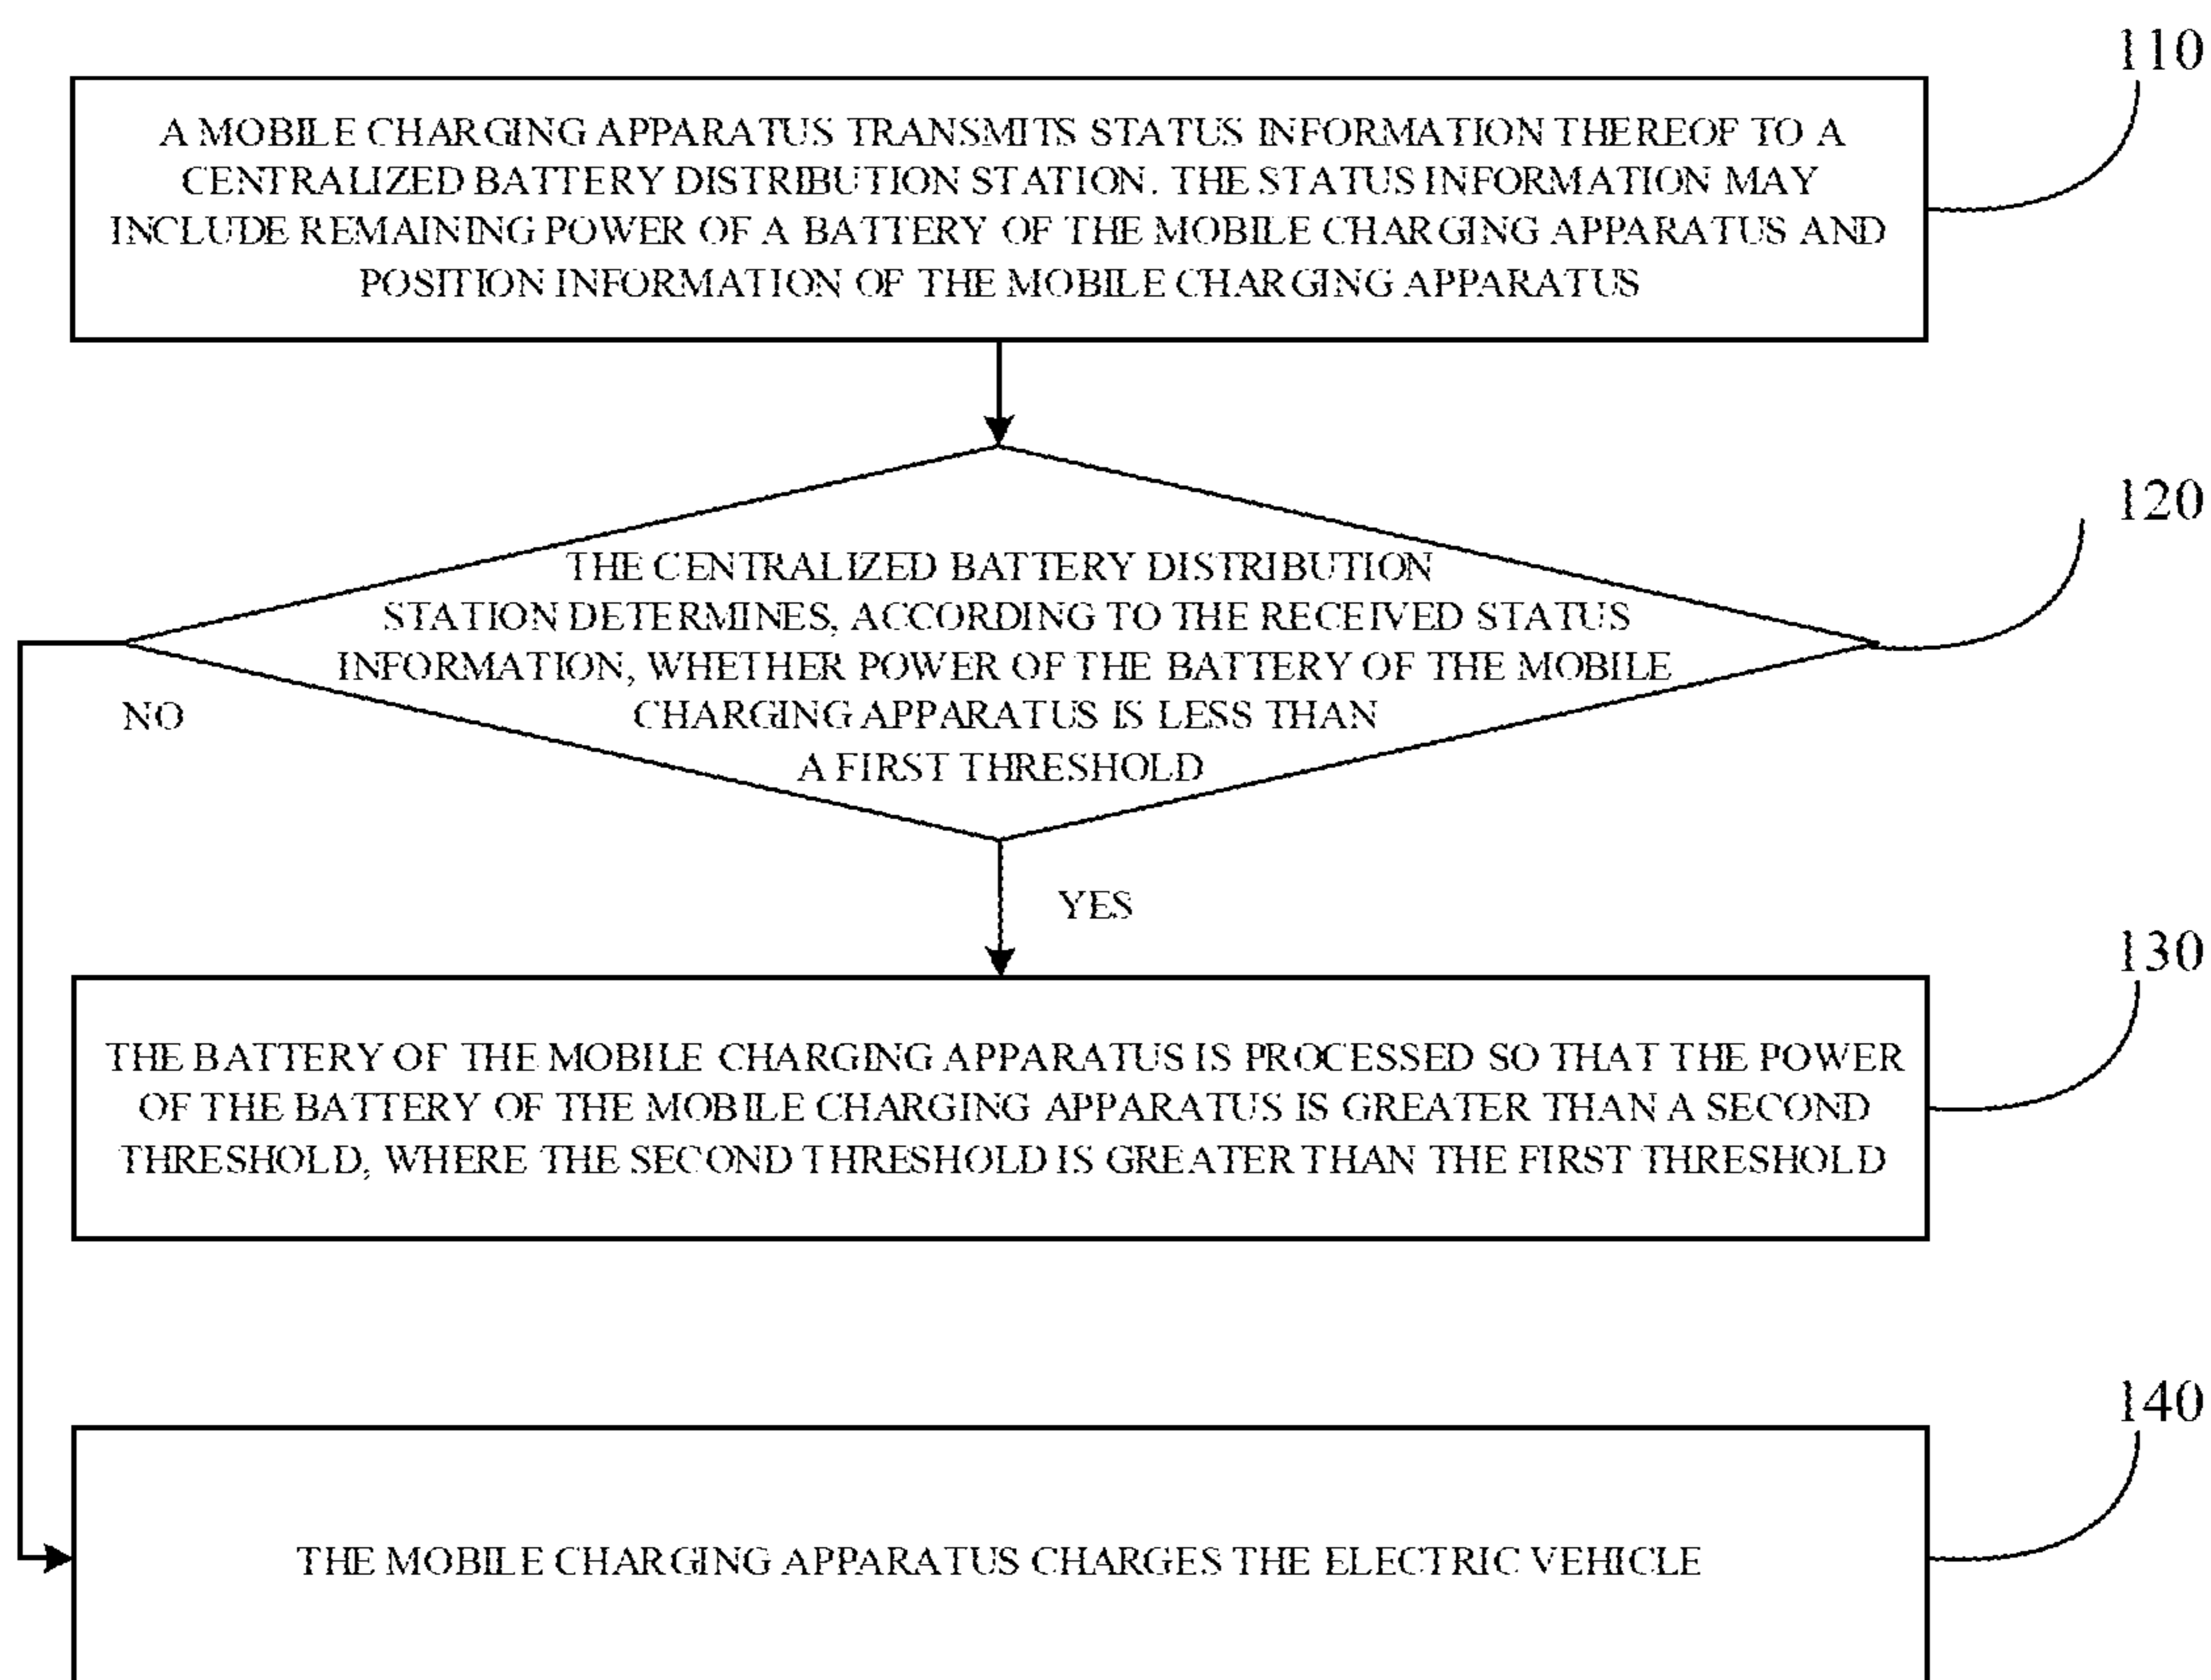 110
A MOBILE CHARGING APPARATUS TRANSMITS STATUS INFORMATION THEREOF TO A
CENTRALIZED BATTERY DISTRIBUTION STATION. THE STATUS INFORMATION MAY
INCLUDE REMAINING POWER OF A BATTERY OF THE MOBILE CHARGING APPARATUS AND
POSITION INFORMATION OF THE MOBILE CHARGING APPARATUS
120
THE CENTRALIZED BATTERY DISTRIBUTION
STATION DETERMINES, ACCORDING TO THE RECEIVED STATUS
INFORMATION, WHETHER POWER OF THE BATTERY OF THE MOBILE
CHARGING APPARATUS IS LESS THAN
A FIRST THRESHOLD
NO
YES
130
THE BATTERY OF THE MOBILE CHARGING APPARATUS IS PROCESSED SO THAT THE POWER
OF THE BATTERY OF THE MOBILE CHARGING APPARATUS IS GREATER THAN A SECOND
THRESHOLD, WHERE THE SECOND THRESHOLD IS GREATER THAN THE FIRST THRESHOLD
140
THE MOBILE CHARGING APPARATUS CHARGES THE ELECTRIC VEHICLE